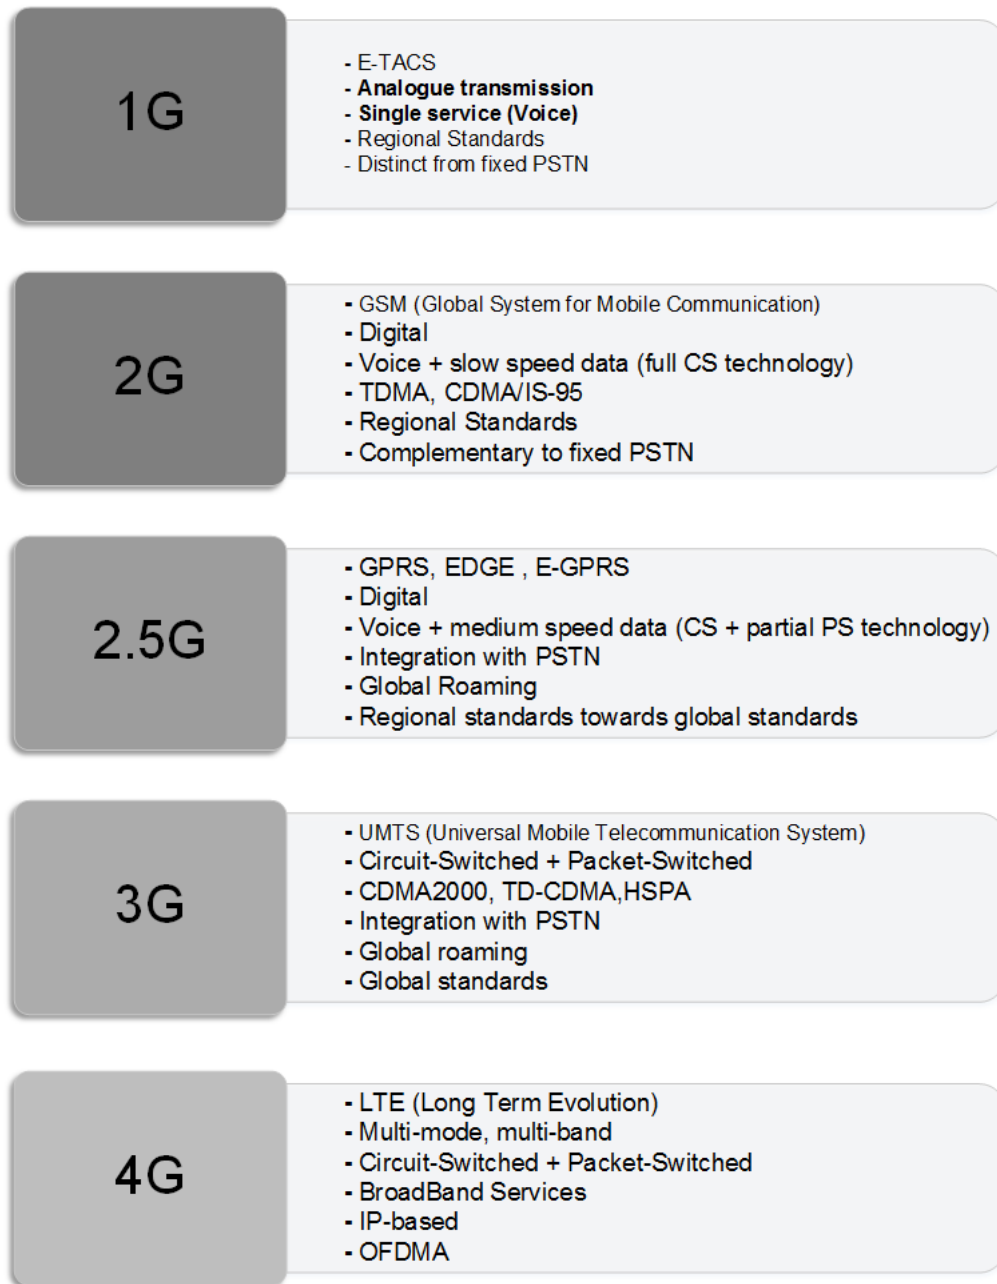 1G
- E-TACS
- Analogue transmission
- Single service (Voice)
- Regional Standards
- Distinct from fixed PSTN
2G
- GSM (Global System for Mobile Communication)
- Digital
- Voice + slow speed data (full CS technology)
- TDMA, CDMA/IS-95
- Regional Standards
- Complementary to fixed PSTN
2.5G
- GPRS, EDGE , E-GPRS
- Digital
- Voice + medium speed data (CS + partial PS technology)
- Integration with PSTN
- Global Roaming
- Regional standards towards global standards
3G
- UMTS (Universal Mobile Telecommunication System)
- Circuit-Switched + Packet-Switched
- CDMA2000, TD-CDMA,HSPA
- Integration with PSTN
- Global roaming
- Global standards
4G
- LTE (Long Term Evolution)
- Multi-mode, multi-band
- Circuit-Switched + Packet-Switched
- BroadBand Services
- IP-based
- OFDMA